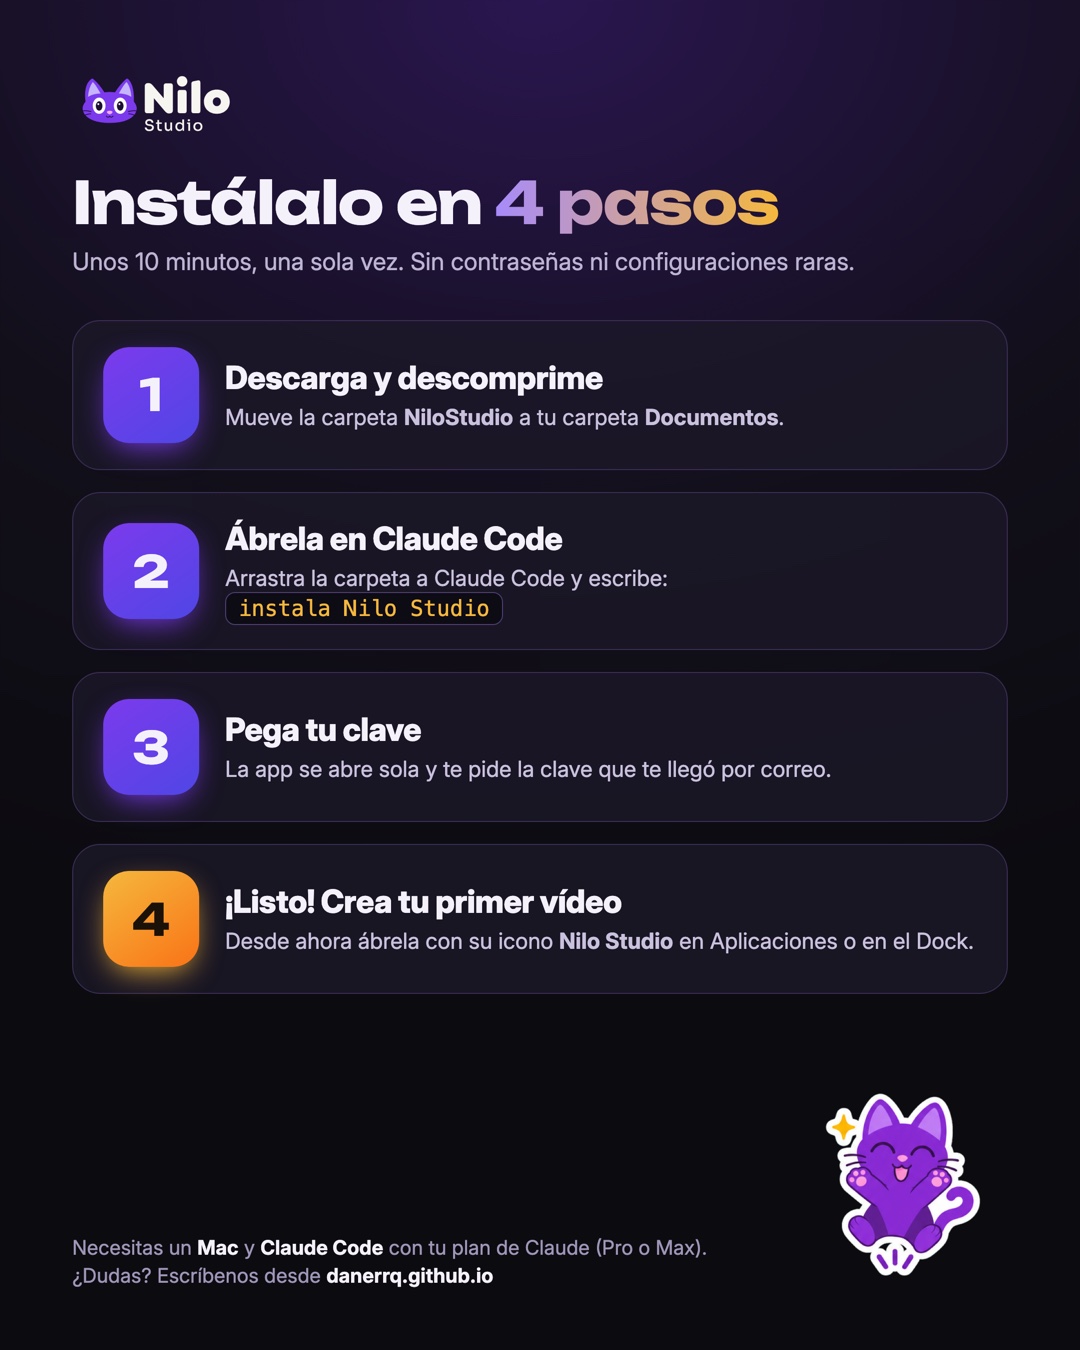 Nilo
Studio
Instálalo en 4 pasos
Unos 10 minutos, una sola vez. Sin contraseñas ni configuraciones raras.
1
Descarga y descomprime
Mueve la carpeta NiloStudio a tu carpeta Documentos.
2
Ábrela en Claude Code
Arrastra la carpeta a Claude Code y escribe:
instala Nilo Studio
3
Pega tu clave
La app se abre sola y te pide la clave que te llegó por correo.
4
¡Listo! Crea tu primer vídeo
Desde ahora ábrela con su icono Nilo Studio en Aplicaciones o en el Dock.
Necesitas un Mac y Claude Code con tu plan de Claude (Pro o Max).
¿Dudas? Escríbenos desde danerrq.github.io